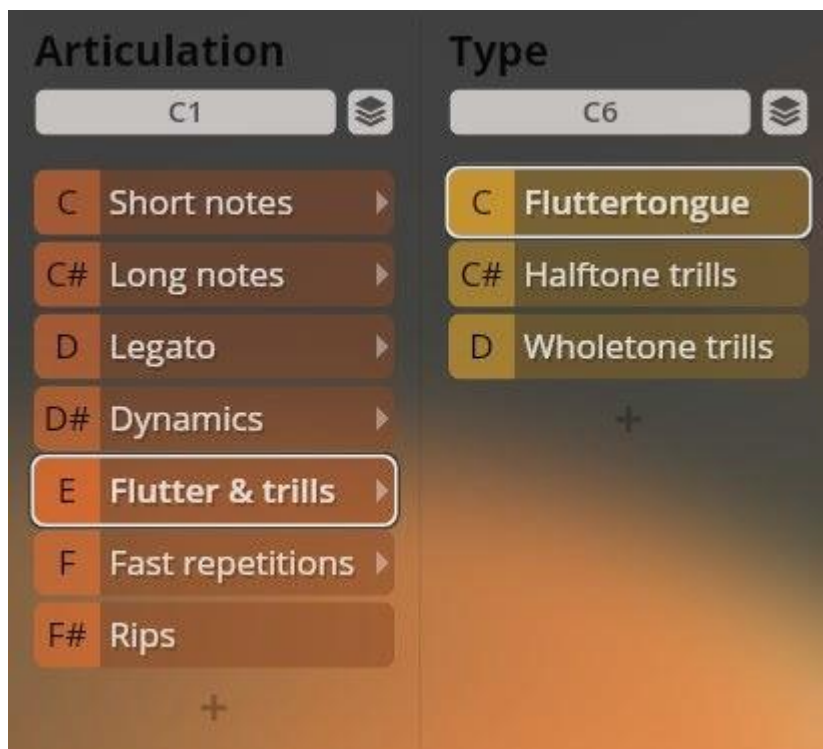 Articulation
C1
C Short notes
C# Long notes
D Legato
D# Dynamics
E Flutter & trills
F Fast repetitions
F# Rips
+
Type
C6
C Fluttertongue
C# Halftone trills
D Wholetone trills
+